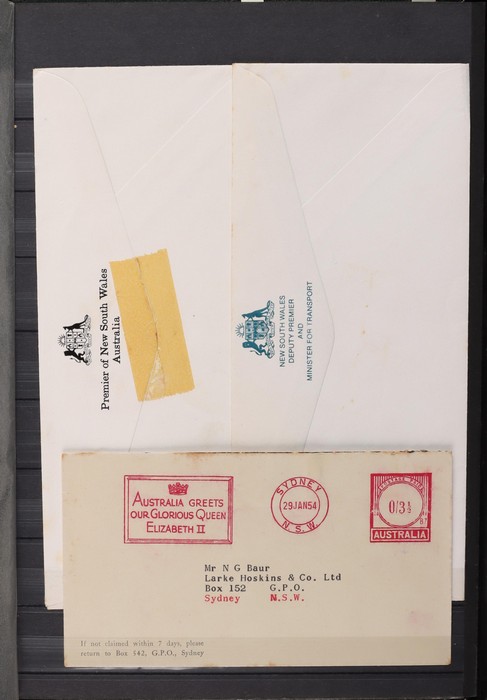 Premier of New South Wales
Australia
NEW SOUTH WALES
DEPUTY PREMIER
AND
MINISTER FOR TRANSPORT
AUSTRALIA GREETS
OUR GLORIOUS QUEEN
ELIZABETH II
SYDNEY
29JAN54
N.S.W.
POSTAGE PAID
0/3½
AUSTRALIA
Mr N G Baur
Larke Hoskins & Co. Ltd
Box 152 G.P.O.
Sydney N.S.W.
If not claimed within 7 days, please
return to Box 542, G.P.O., Sydney